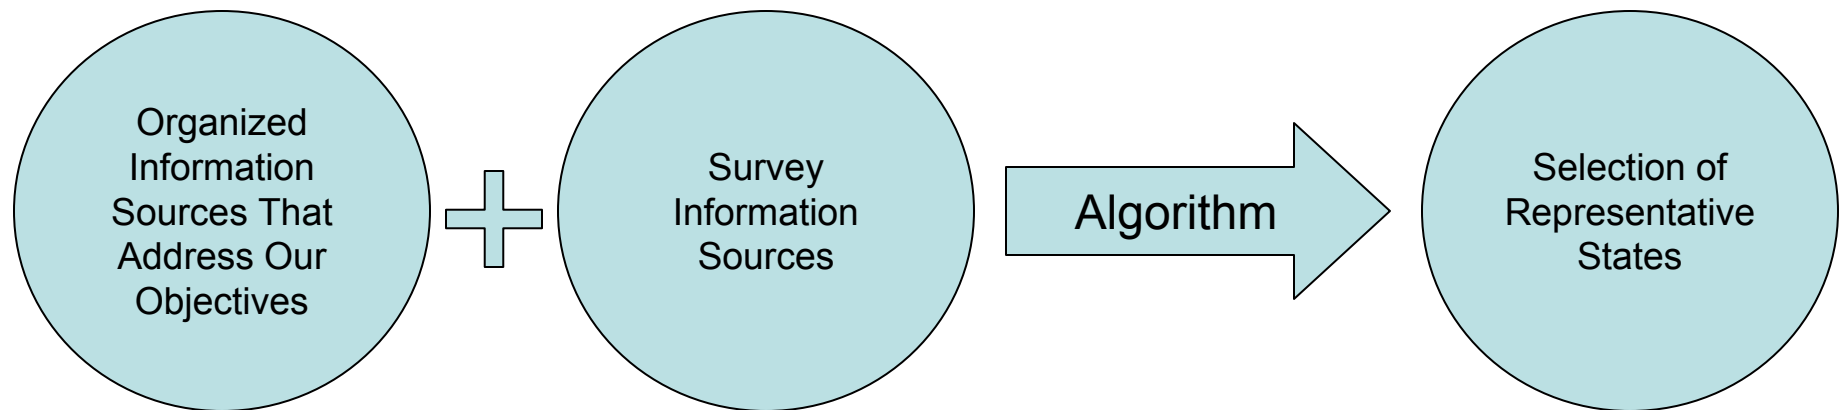 Organized
Information
Sources That
Address Our
Objectives
Survey
Information
Sources
Algorithm
Selection of
Representative
States